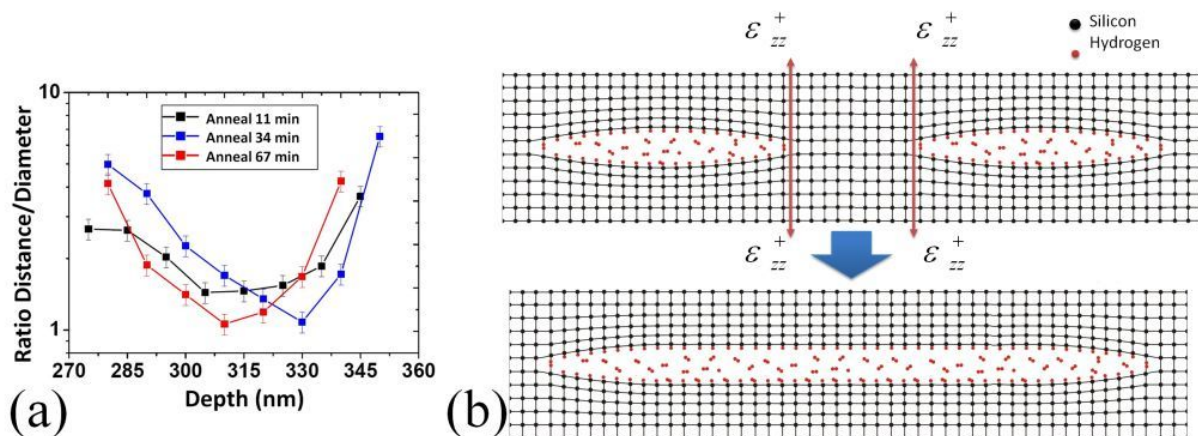 10
1
Ratio Distance/Diameter
Anneal 11 min
Anneal 34 min
Anneal 67 min
270 285 300 315 330 345 360
Depth (nm)
(a)
ε zz +
ε zz +
Silicon
Hydrogen
ε zz +
ε zz +
(b)